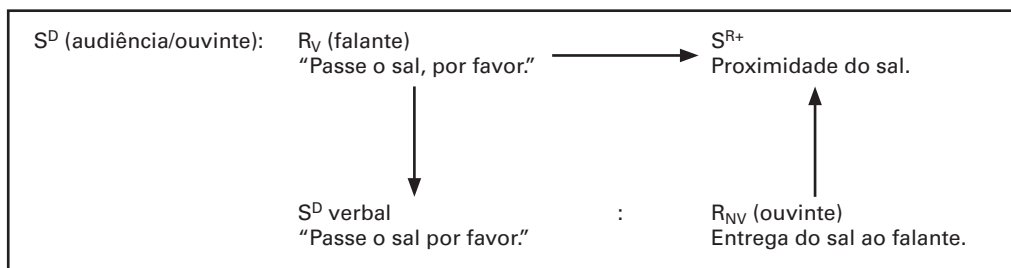 S^D (audiência/ouvinte): R_V (falante) S^R+
“Passe o sal, por favor.” Proximidade do sal.
S^D verbal : R_NV (ouvinte)
“Passe o sal por favor.” Entrega do sal ao falante.